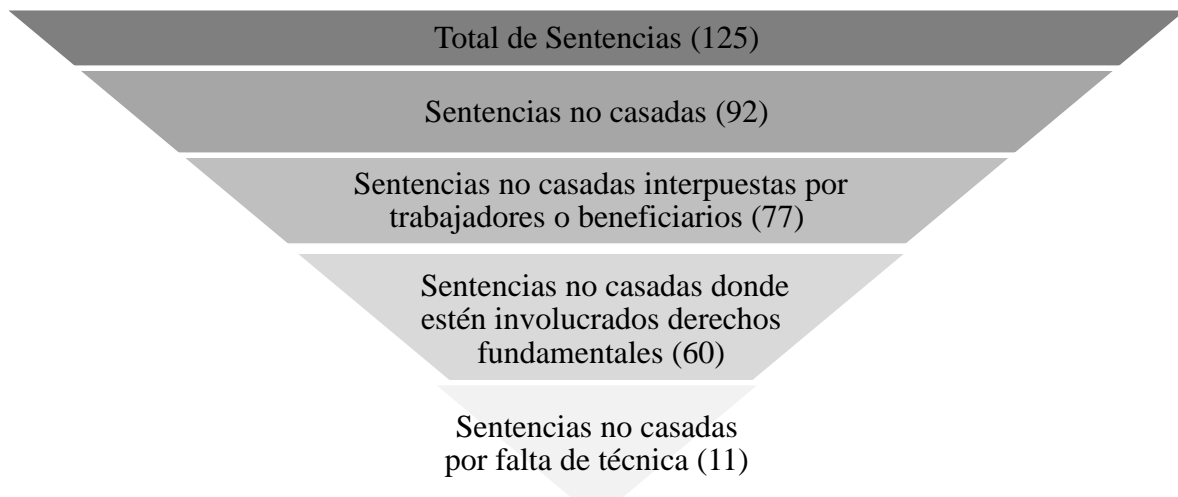 Total de Sentencias (125)
Sentencias no casadas (92)
Sentencias no casadas interpuestas por
trabajadores o beneficiarios (77)
Sentencias no casadas donde
estén involucrados derechos
fundamentales (60)
Sentencias no casadas
por falta de técnica (11)